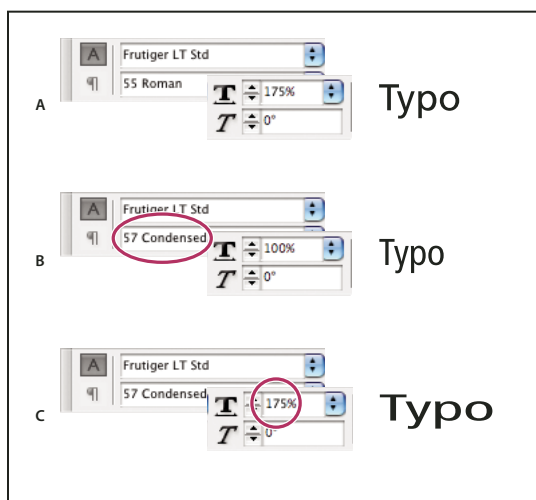 A
Frutiger LT Std
¶
55 Roman
T
175%
T
0°
A
Typo
A
Frutiger LT Std
¶
57 Condensed
T
100%
T
0°
B
Typo
A
Frutiger LT Std
¶
57 Condensed
T
175%
T
0°
C
Typo